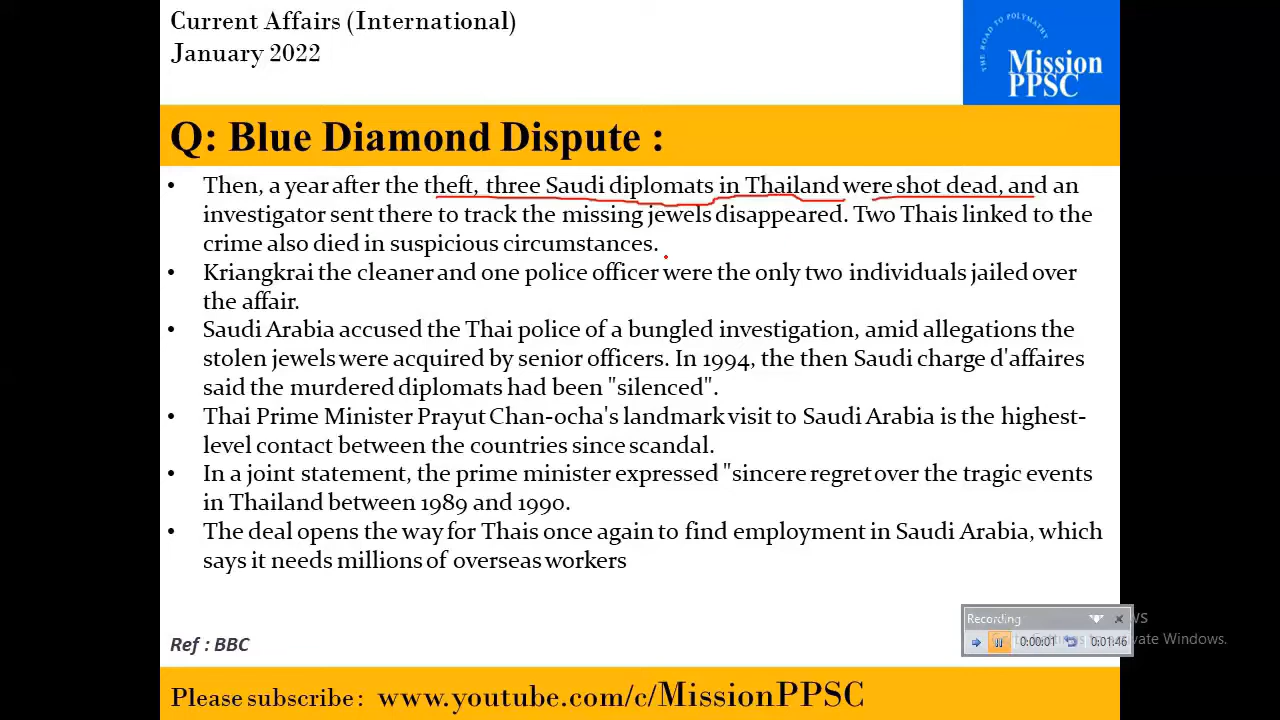 Current Affairs (International)
January 2022
THE ROAD TO POLYMATHY
Mission
PPSC
Q: Blue Diamond Dispute :
• Then, a year after the theft, three Saudi diplomats in Thailand were shot dead, and an
investigator sent there to track the missing jewels disappeared. Two Thais linked to the
crime also died in suspicious circumstances.
• Kriangkrai the cleaner and one police officer were the only two individuals jailed over
the affair.
• Saudi Arabia accused the Thai police of a bungled investigation, amid allegations the
stolen jewels were acquired by senior officers. In 1994, the then Saudi charge d'affaires
said the murdered diplomats had been "silenced".
• Thai Prime Minister Prayut Chan-ocha's landmark visit to Saudi Arabia is the highest-
level contact between the countries since scandal.
• In a joint statement, the prime minister expressed "sincere regret over the tragic events
in Thailand between 1989 and 1990.
• The deal opens the way for Thais once again to find employment in Saudi Arabia, which
says it needs millions of overseas workers
Recording
0:00:01 0:01:46
Windows.
Ref : BBC
Please subscribe : www.youtube.com/c/MissionPPSC